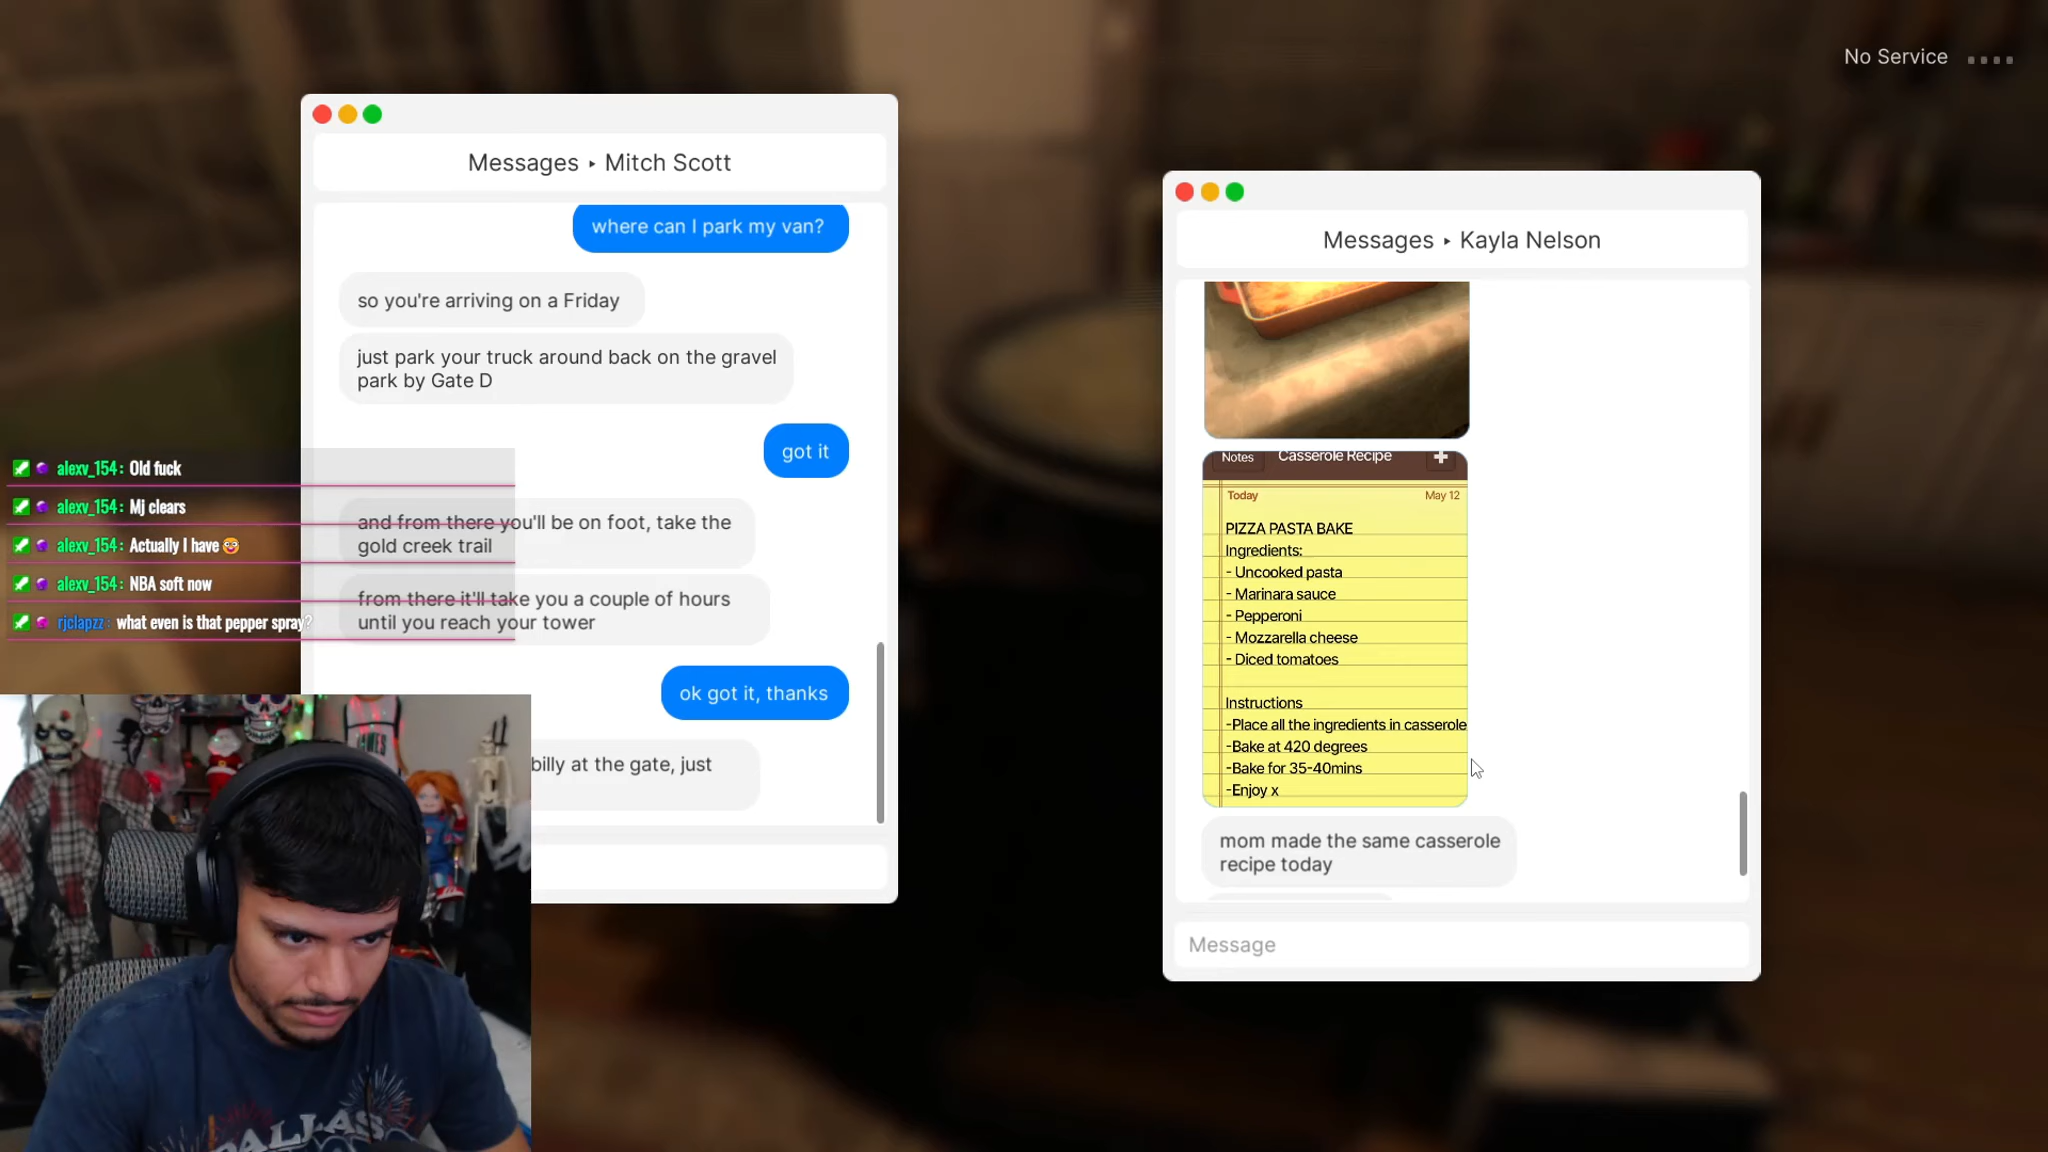 No Service
Messages ‣ Mitch Scott
where can I park my van?
so you're arriving on a Friday
just park your truck around back on the gravel
park by Gate D
got it
and from there you'll be on foot, take the
gold creek trail
from there it'll take you a couple of hours
until you reach your tower
ok got it, thanks
billy at the gate, just
alexv_154: Old fuck
alexv_154: Mj clears
alexv_154: Actually I have 🤡
alexv_154: NBA soft now
rjclapzz: what even is that pepper spray?
DALLAS
Messages ‣ Kayla Nelson
Notes
Casserole Recipe
Today
May 12
PIZZA PASTA BAKE
Ingredients:
- Uncooked pasta
- Marinara sauce
- Pepperoni
- Mozzarella cheese
- Diced tomatoes
Instructions
-Place all the ingredients in casserole
-Bake at 420 degrees
-Bake for 35-40mins
-Enjoy x
mom made the same casserole
recipe today
Message